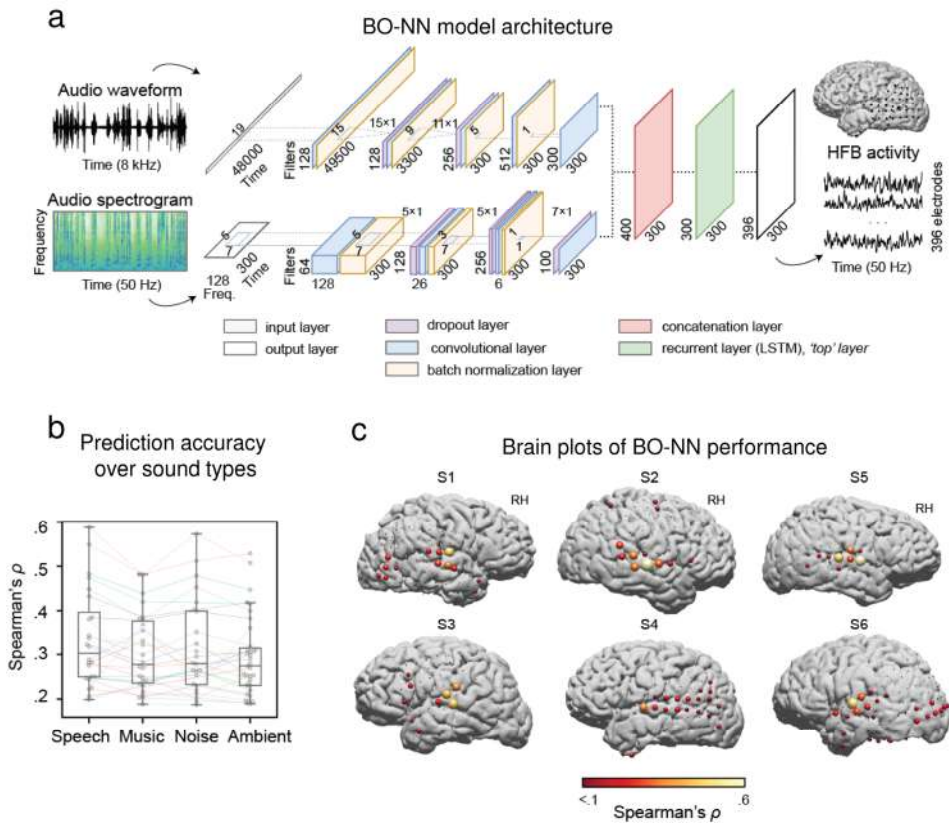 a
BO-NN model architecture
Audio waveform
Time (8 kHz)
19
48000
Time
Filters
128
15
49500
15×1
128
9
3300
11×1
256
5
300
512
1
300
300
300
Audio spectrogram
Frequency
Time (50 Hz)
5
7
300
Time
128
Freq.
Filters
64
128
5
7
300
5×1
128
26
3
7
300
5×1
256
6
1
1
300
7×1
100
300
400
300
300
300
396
300
HFB activity
396 electrodes
. . .
Time (50 Hz)
input layer
output layer
dropout layer
convolutional layer
batch normalization layer
concatenation layer
recurrent layer (LSTM), 'top' layer
b
Prediction accuracy
over sound types
Spearman's ρ
.6
.5
.4
.3
.2
Speech Music Noise Ambient
c
Brain plots of BO-NN performance
S1
RH
S2
RH
S5
RH
S3
S4
S6
<.1
.6
Spearman's ρ